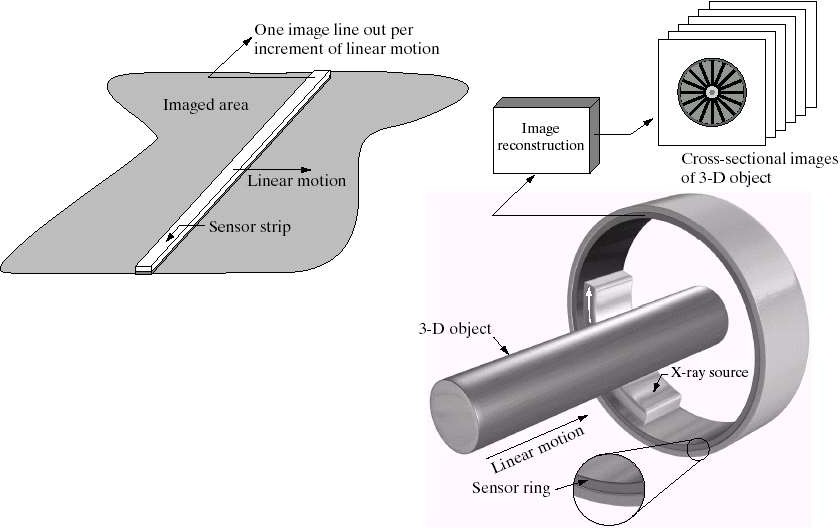 One image line out per
increment of linear motion
Imaged area
Linear motion
Sensor strip
Image
reconstruction
Cross-sectional images
of 3-D object
3-D object
X-ray source
Linear motion
Sensor ring